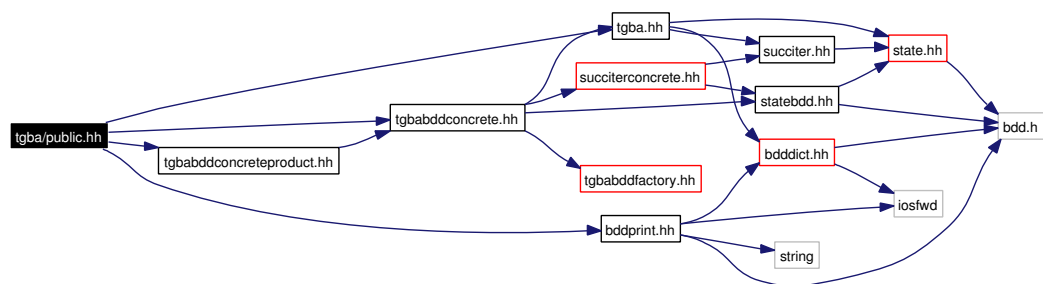 tgba/public.hh
tgbabddconcreteproduct.hh
tgbabddconcrete.hh
tgba.hh
succiterconcrete.hh
tgbabddfactory.hh
bddprint.hh
succiter.hh
statebdd.hh
bdddict.hh
string
state.hh
iosfwd
bdd.h